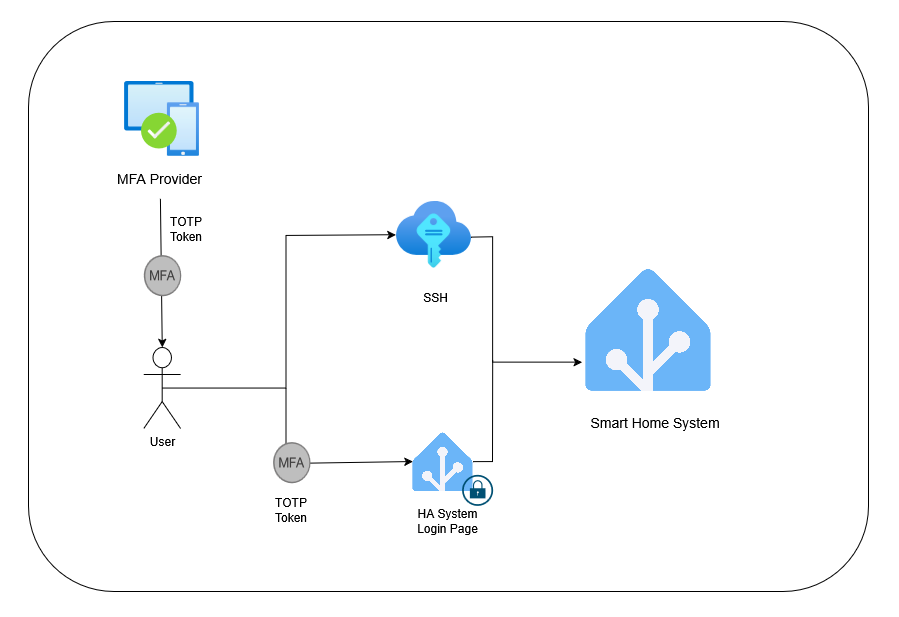 MFA Provider
TOTP
Token
MFA
User
SSH
Smart Home System
MFA
TOTP
Token
HA System
Login Page